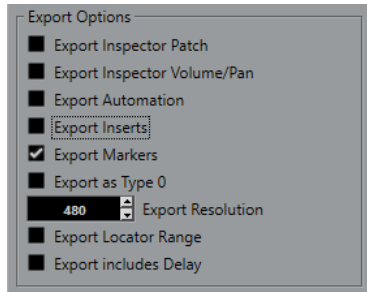 Export Options
Export Inspector Patch
Export Inspector Volume/Pan
Export Automation
Export Inserts
Export Markers
Export as Type 0
480 Export Resolution
Export Locator Range
Export includes Delay